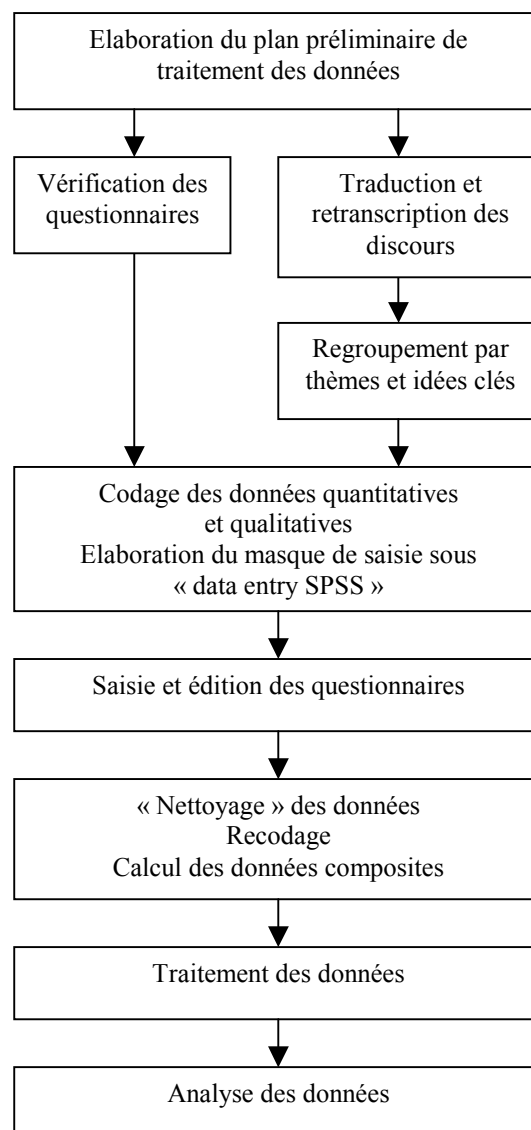 Elaboration du plan préliminaire de
traitement des données
Vérification des
questionnaires
Traduction et
retranscription des
discours
Regroupement par
thèmes et idées clés
Codage des données quantitatives
et qualitatives
Elaboration du masque de saisie sous
« data entry SPSS »
Saisie et édition des questionnaires
« Nettoyage » des données
Recodage
Calcul des données composites
Traitement des données
Analyse des données